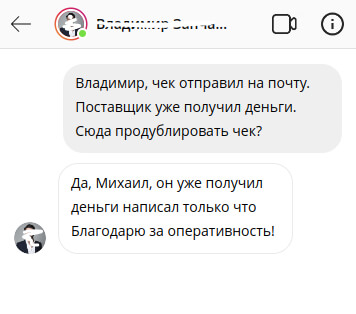 Владимир
Владимир, чек отправил на почту.
Поставщик уже получил деньги.
Сюда продублировать чек?
Да, Михаил, он уже получил
деньги написал только что
Благодарю за оперативность!